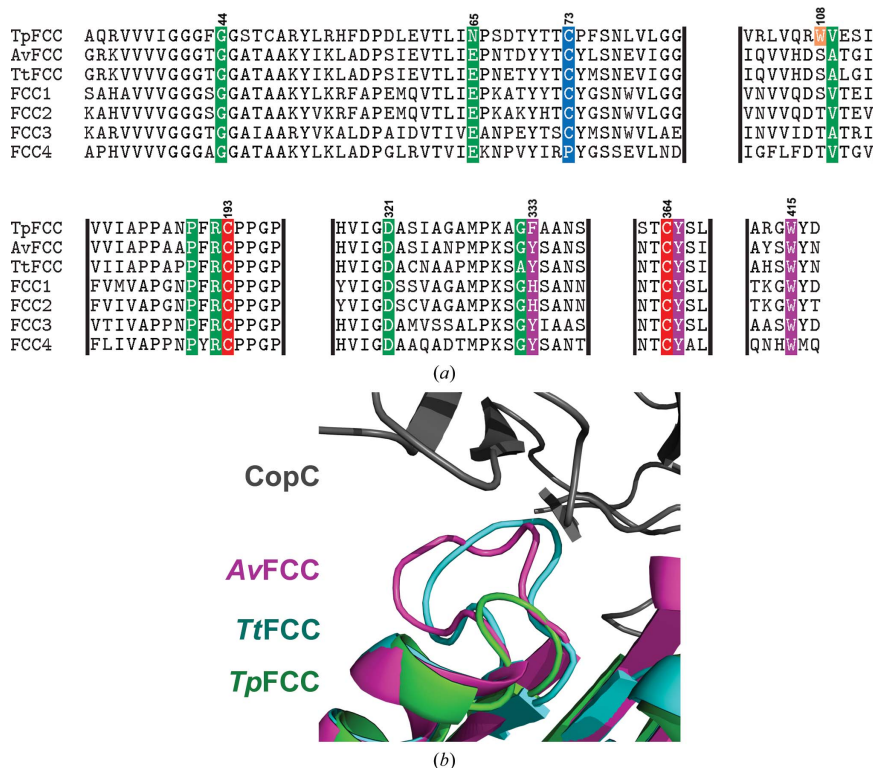 44 65 73 108
TpFCC AQRVVVIGGGFGGSTCARYLRHFDPDLEVTLINPSDTYTTCPFSNLVLGG VRLVQRWVESI
AvFCC GRKVVVVGGGTGGATAAKYIKLADPSIEVTLIEPNTDYYTCYLSNEVIGG IQVVHDSATGI
TtFCC GRKVVVVGGGIGGATAAKYIKLADPSIEVTLIEPNETYYTCYMSNEVIGG IQVVHDSALGI
FCC1 SAHAVVVVGGSGGATAAKYLKRFAPEMQVTLIEPKATYYTCYGSNWVIGG VNVVQDSVTEI
FCC2 KAHVVVVGGGSGGATAAKYVKRFAPEMQVTLIEPAKAKYHTCYGSNWVIGG VNVVQDTVTEV
FCC3 KARVVVVGGGTGGAIAARYVKALDPAIDVTIVEANPEYTSCYMSNWVLAE INVVIDTATRI
FCC4 APHVVVVGGGAGGATAAKYLKLADPGLRVTVIEKNPVYIRPYGSSEVLND IGFLFDTVTGV
193 321 333 364 415
TpFCC VVIAPPANPFRCPPGP HVIGDASIAGAMPKAGFAANS STCYSL ARGWYD
AvFCC VVIAPPAAPFRCPPGP HVIGDASIANPMPKSGYSANS NTCYSI AYSWYN
TtFCC VIIAPPAPPFRCPPGP HVIGDACNAAPMPKSAYSANS NTCYSI AHSWYN
FCC1 FVMVAPGNPFRCPPGP YVIGDSSVAGAMPKSGHSANN NTCYSL TKGWYD
FCC2 FVIVAPGNPFRCPPGP YVIGDSCVAGAMPKSGHSANN NTCYSL TKGWYT
FCC3 VTIVAPPNPFRCPPGP HVIGDAMVSSALPKSGYIAAS NTCYSL AASWYD
FCC4 FLIVAPPNPYRCPPGP HVIGDAAQADTMPKSGYSANT NTCYAL QNHWMQ
(a)
CopC
AvFCC
TtFCC
TpFCC
(b)